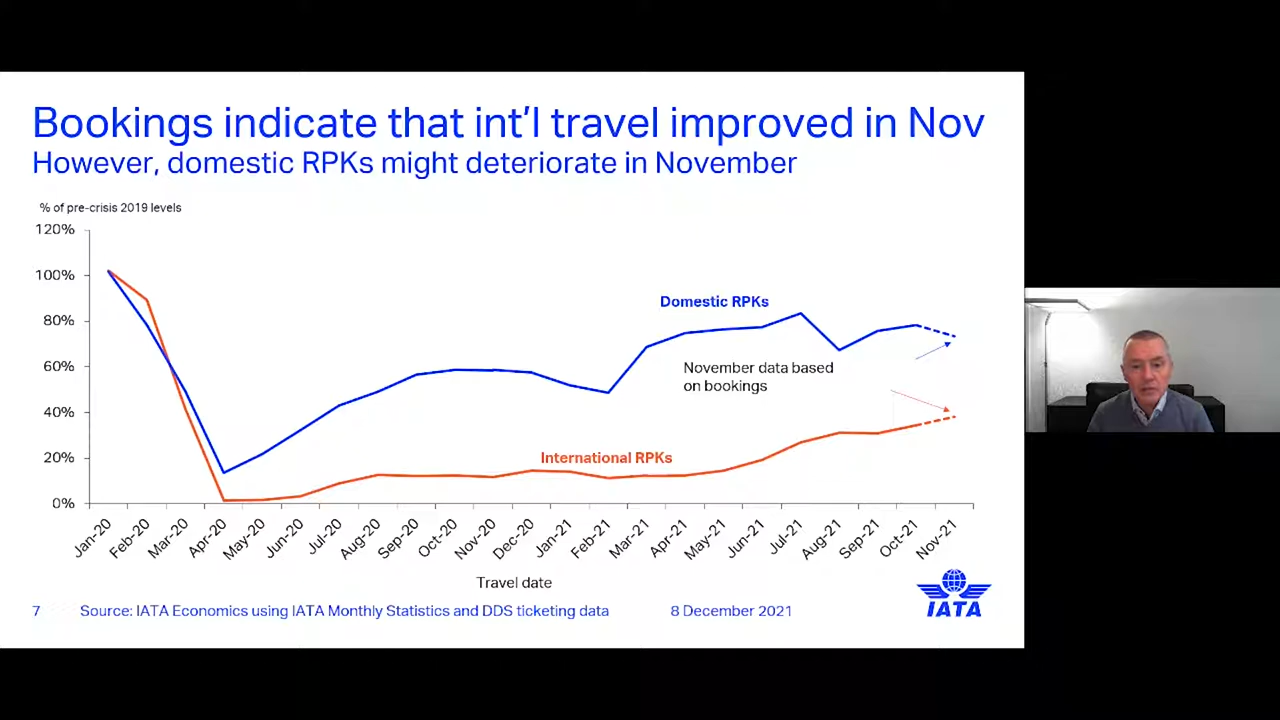 Bookings indicate that int'l travel improved in Nov
However, domestic RPKs might deteriorate in November
% of pre-crisis 2019 levels
120%
100%
80%
60%
40%
20%
0%
Domestic RPKs
November data based
on bookings
International RPKs
Jan-20
Feb-20
Mar-20
Apr-20
May-20
Jun-20
Jul-20
Aug-20
Sep-20
Oct-20
Nov-20
Dec-20
Jan-21
Feb-21
Mar-21
Apr-21
May-21
Jun-21
Jul-21
Aug-21
Sep-21
Oct-21
Nov-21
Travel date
7 Source: IATA Economics using IATA Monthly Statistics and DDS ticketing data 8 December 2021
IATA